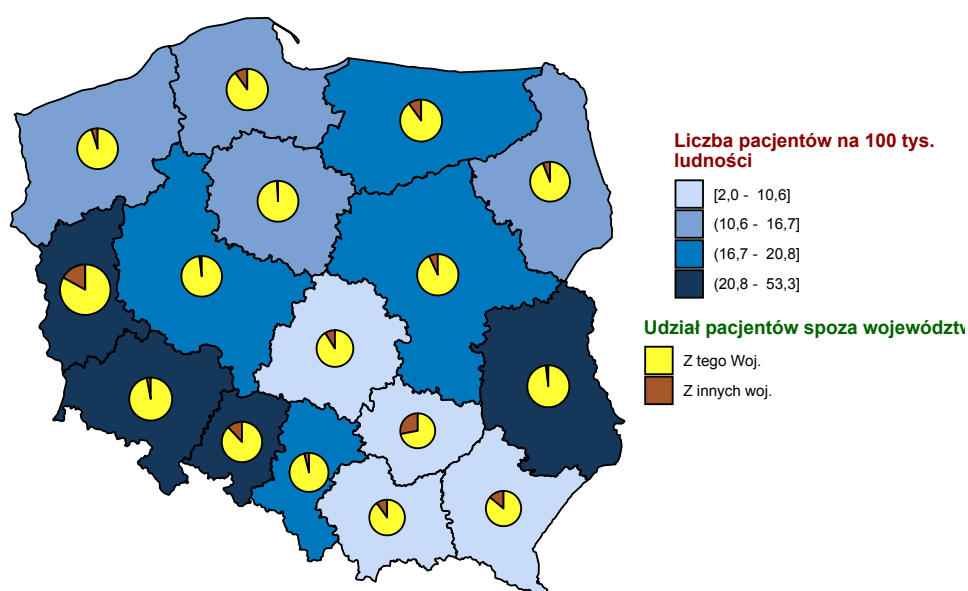 Liczba pacjentów na 100 tys.
ludności
[2,0 - 10,6]
(10,6 - 16,7]
(16,7 - 20,8]
(20,8 - 53,3]
Udział pacjentów spoza województw
Z tego Woj.
Z innych woj.